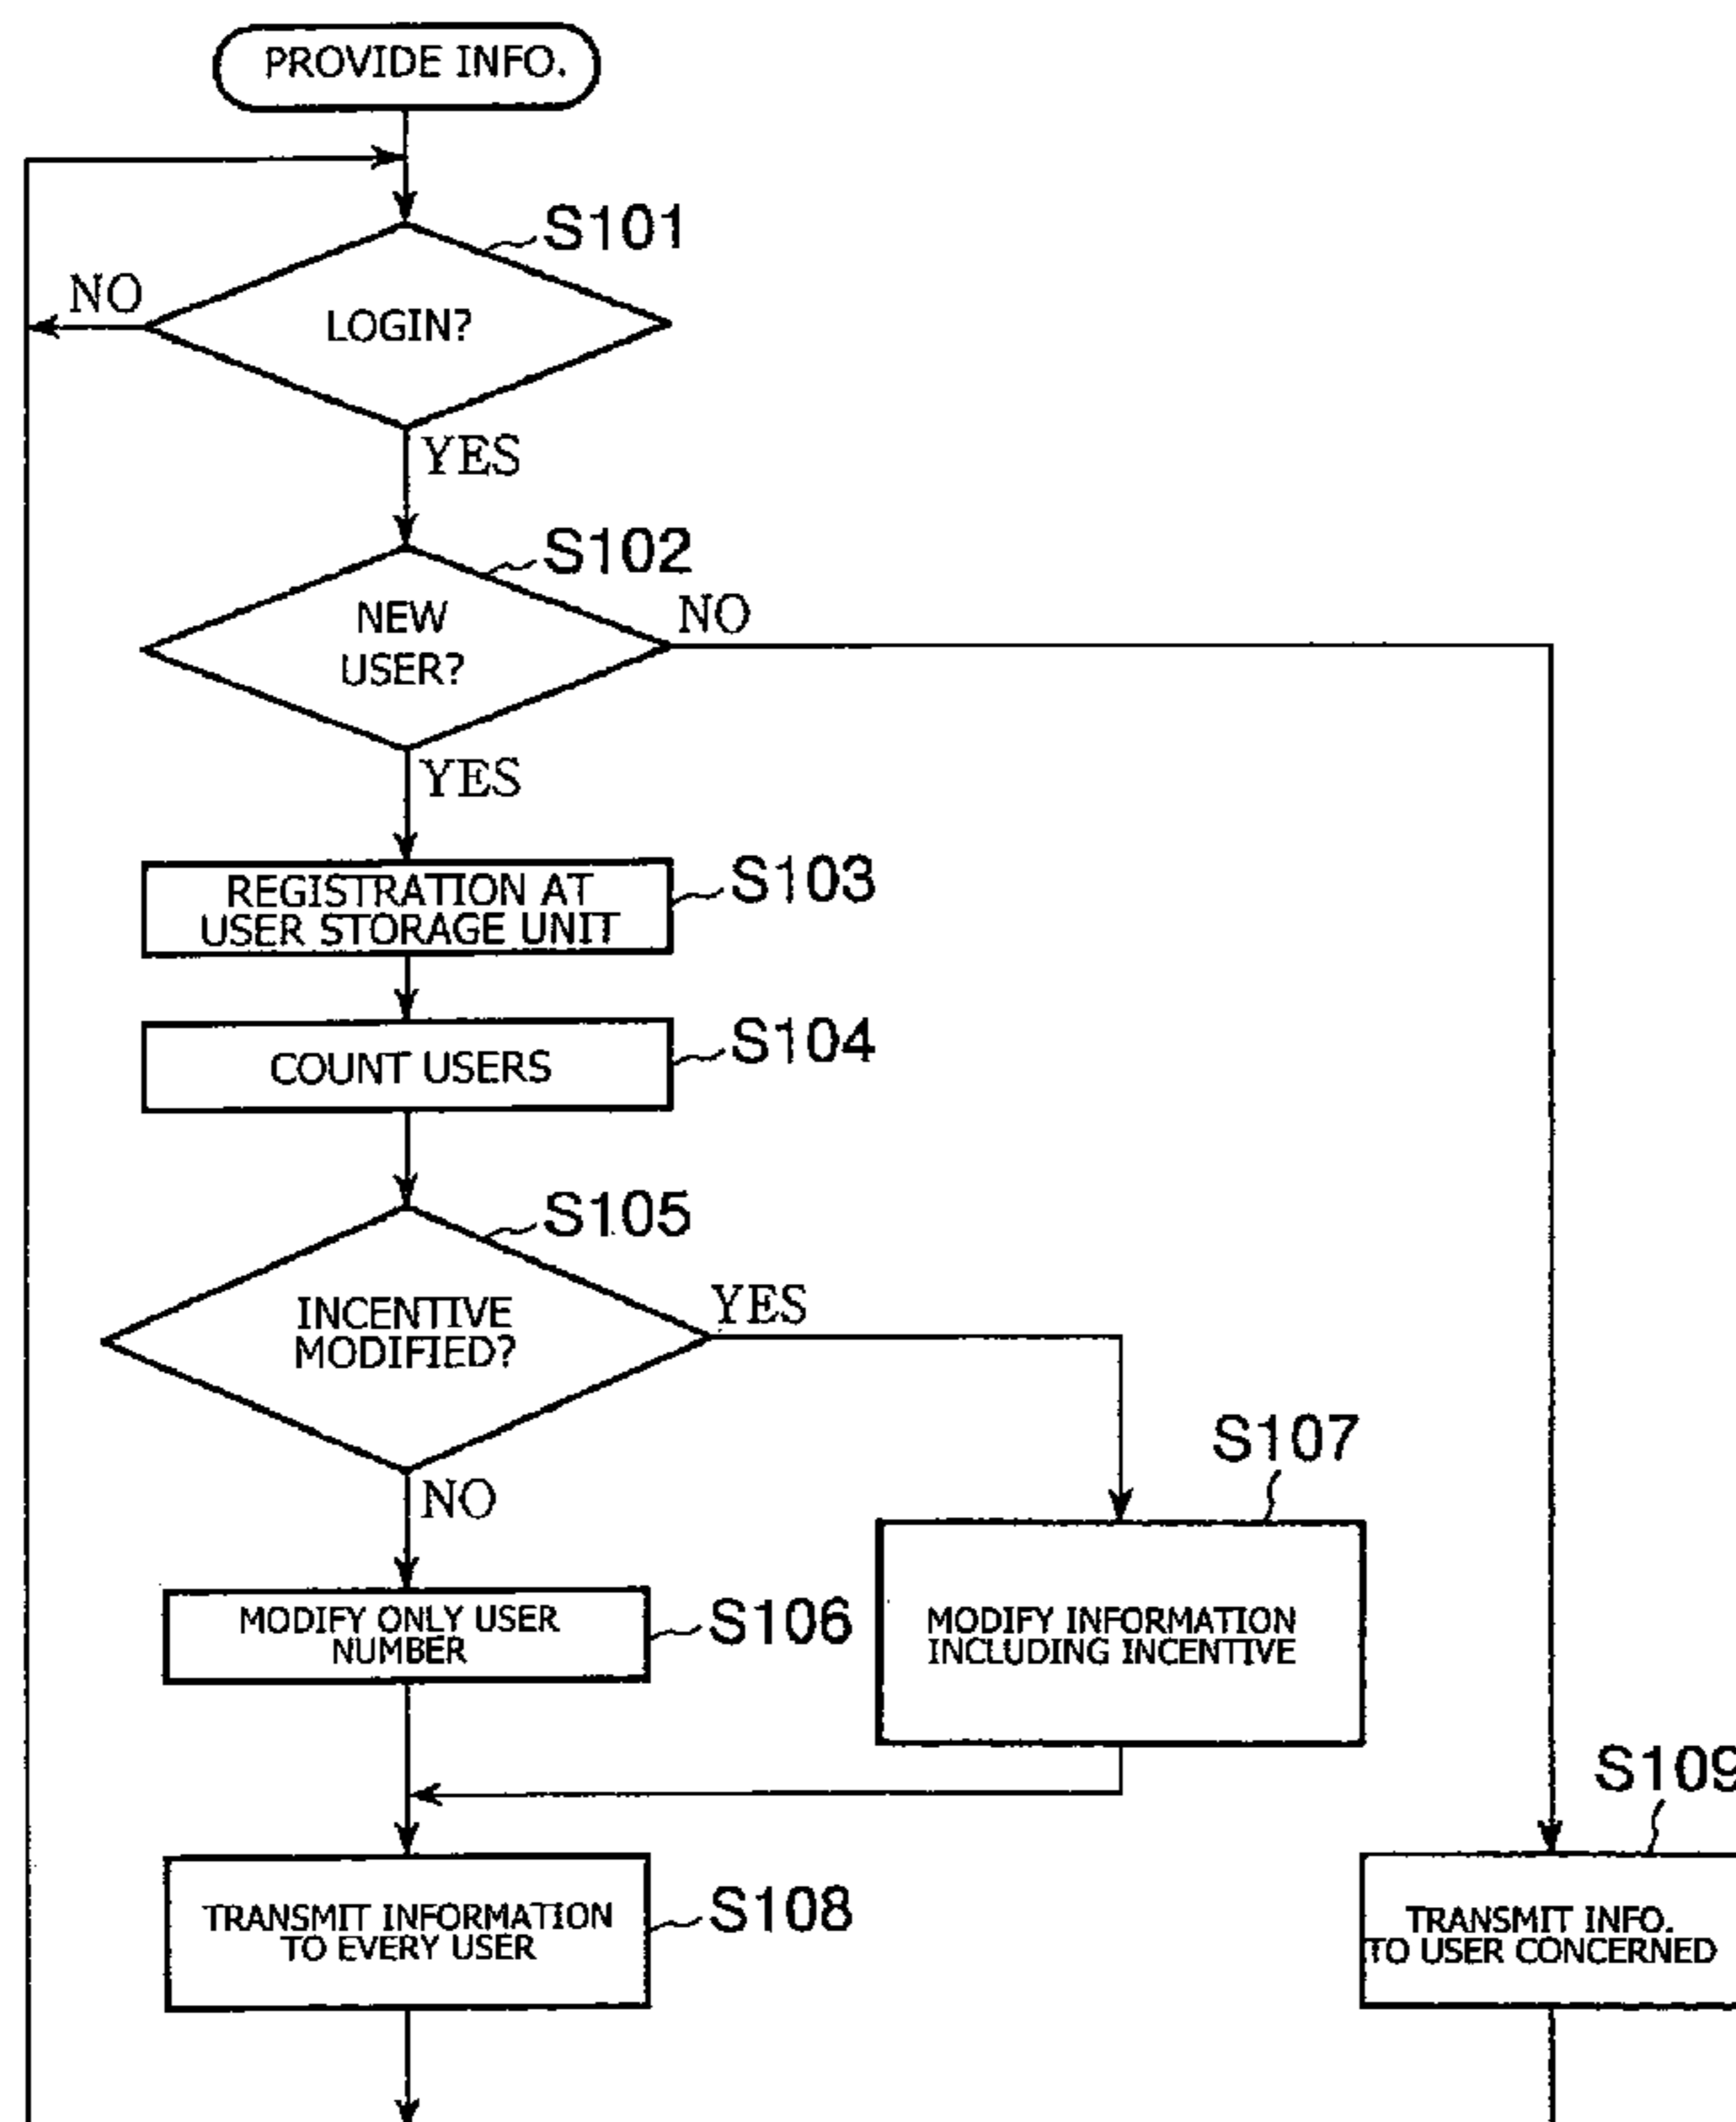 PROVIDE INFO.
S101
NO
LOGIN?
YES
S102
NEW
USER?
NO
YES
REGISTRATION AT
USER STORAGE UNIT
S103
COUNT USERS
S104
S105
INCENTIVE
MODIFIED?
YES
NO
S107
MODIFY ONLY USER
NUMBER
S106
MODIFY INFORMATION
INCLUDING INCENTIVE
S109
TRANSMIT INFORMATION
TO EVERY USER
S108
TRANSMIT INFO.
TO USER CONCERNED